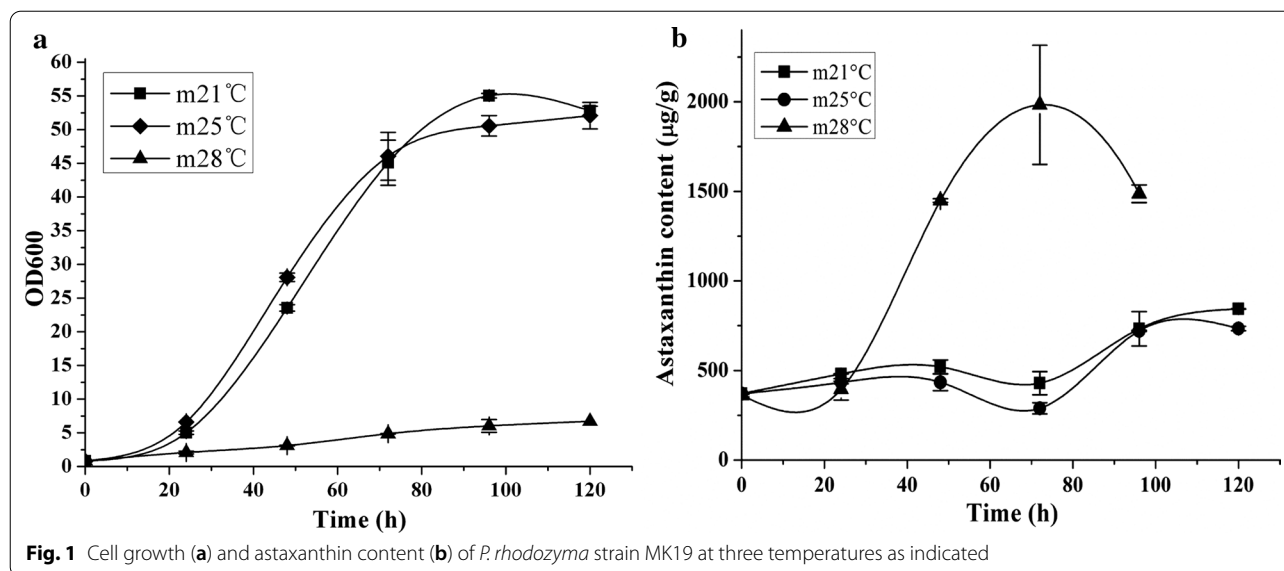 a
60
55
50
45
40
35
30
25
20
15
10
5
0
OD600
m21℃
m25℃
m28℃
0 20 40 60 80 100 120
Time (h)
b
2000
1500
1000
500
0
Astaxanthin content (µg/g)
m21°C
m25°C
m28°C
0 20 40 60 80 100 120
Time (h)
Fig. 1 Cell growth (a) and astaxanthin content (b) of P. rhodozyma strain MK19 at three temperatures as indicated